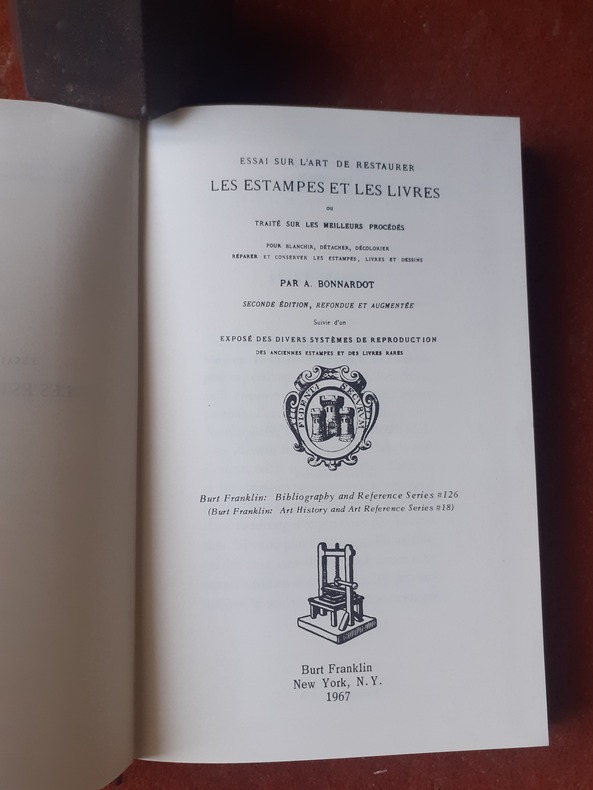 ESSAI SUR L'ART DE RESTAURER
LES ESTAMPES ET LES LIVRES
OU
TRAITÉ SUR LES MEILLEURS PROCÉDÉS
POUR BLANCHIR, DÉTACHER, DÉCOLORIER
RÉPARER ET CONSERVER LES ESTAMPES, LIVRES ET DESSINS
PAR A. BONNARDOT
SECONDE ÉDITION, REFONDUE ET AUGMENTÉE
Suivie d'un
EXPOSÉ DES DIVERS SYSTÈMES DE REPRODUCTION
DES ANCIENNES ESTAMPES ET DES LIVRES RARES
FIDENTI SECVRVM
Burt Franklin: Bibliography and Reference Series #126
(Burt Franklin: Art History and Art Reference Series #18)
Burt Franklin
New York, N.Y.
1967